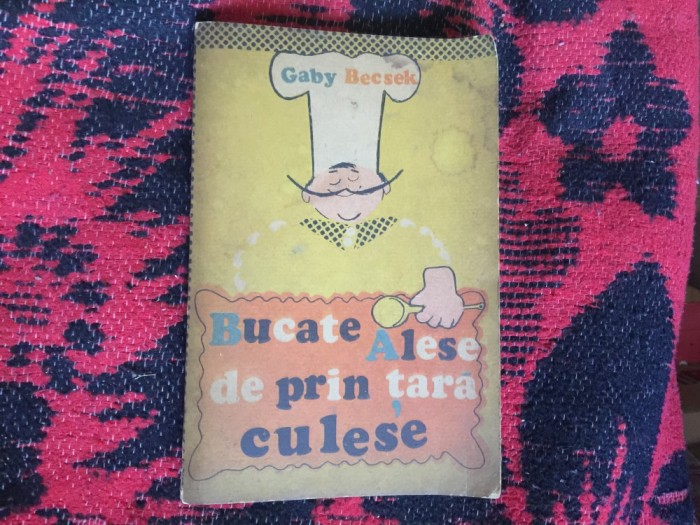 Gaby Becsek
Bucate Alese
de prin țară
culese